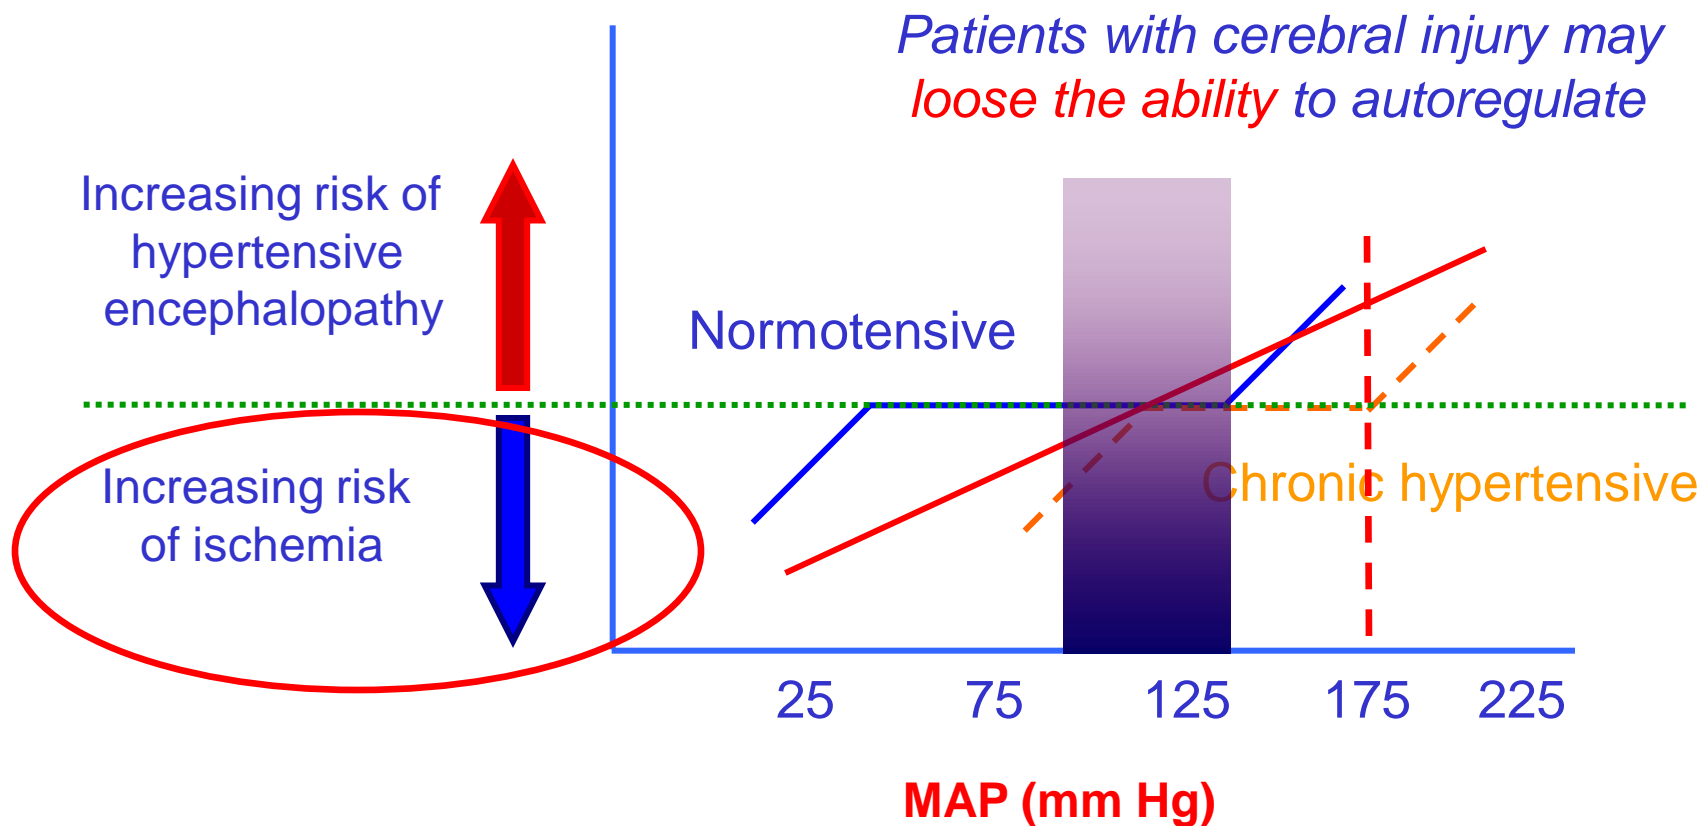 Patients with cerebral injury may
loose the ability to autoregulate
Increasing risk of
hypertensive
encephalopathy
Normotensive
Increasing risk
of ischemia
Chronic hypertensive
25 75 125 175 225
MAP (mm Hg)